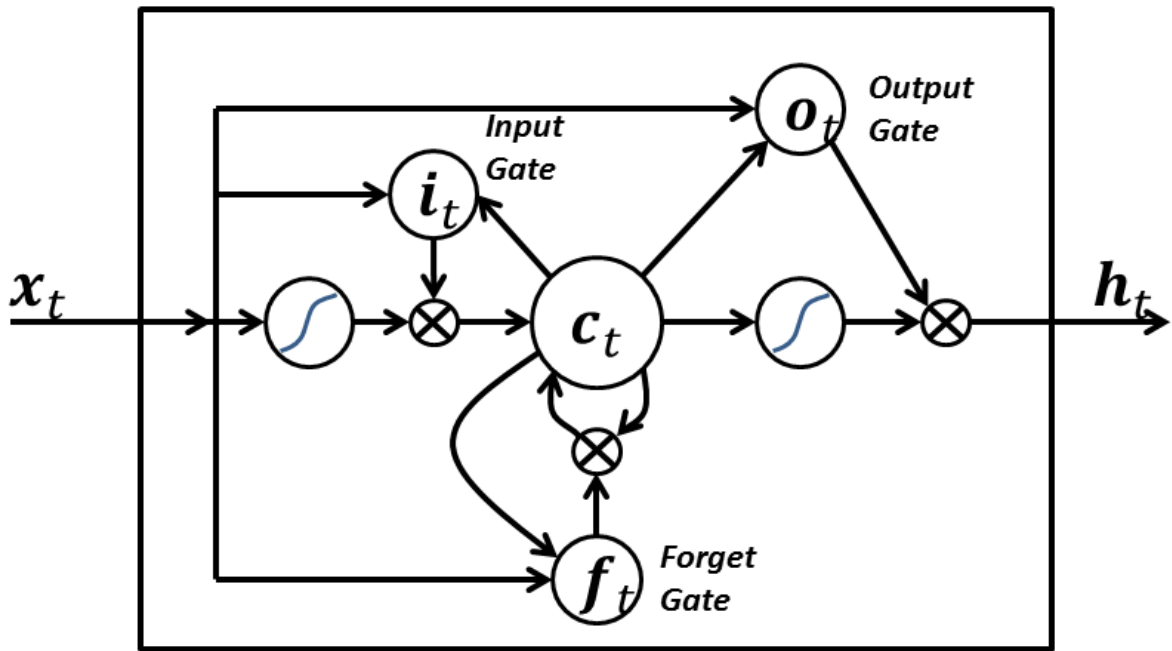 Output
o_t Gate
Input
Gate
i_t
x_t
c_t
h_t
Forget
f_t Gate